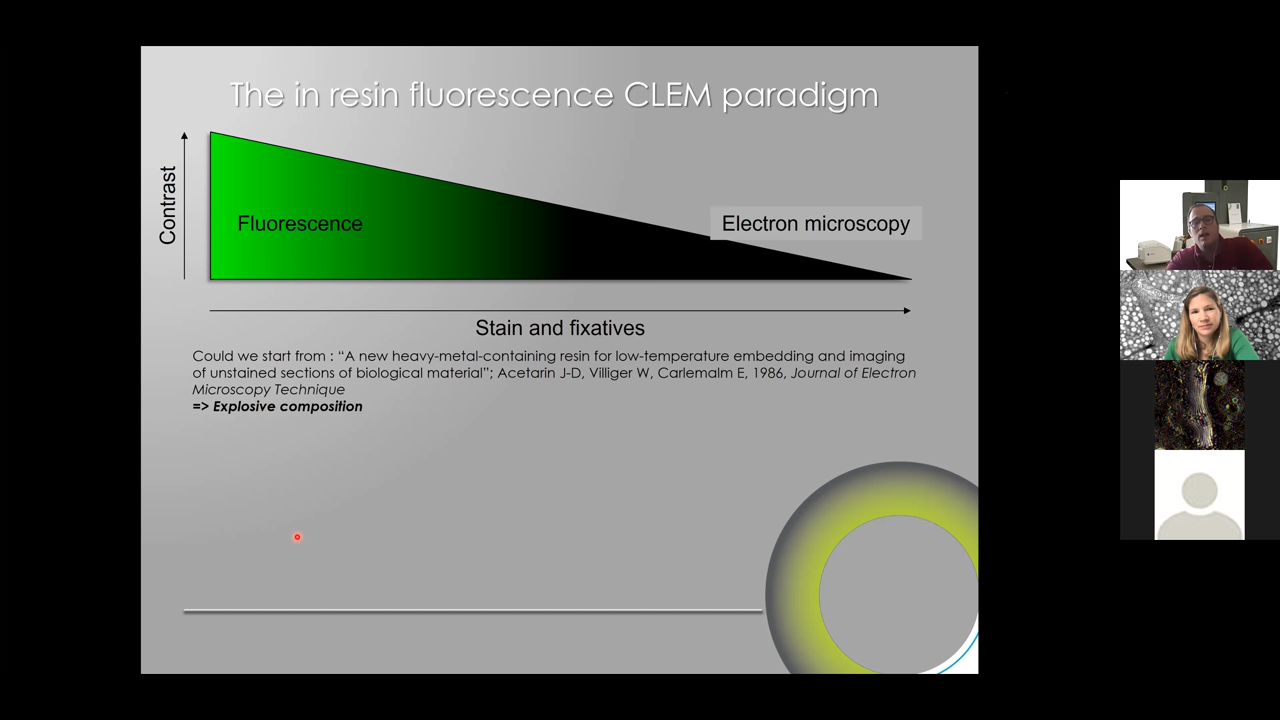 The in resin fluorescence CLEM paradigm
Contrast
Fluorescence
Electron microscopy
Stain and fixatives
Could we start from : “A new heavy-metal-containing resin for low-temperature embedding and imaging
of unstained sections of biological material”; Acetarin J-D, Villiger W, Carlemalm E, 1986, Journal of Electron
Microscopy Technique
=> Explosive composition